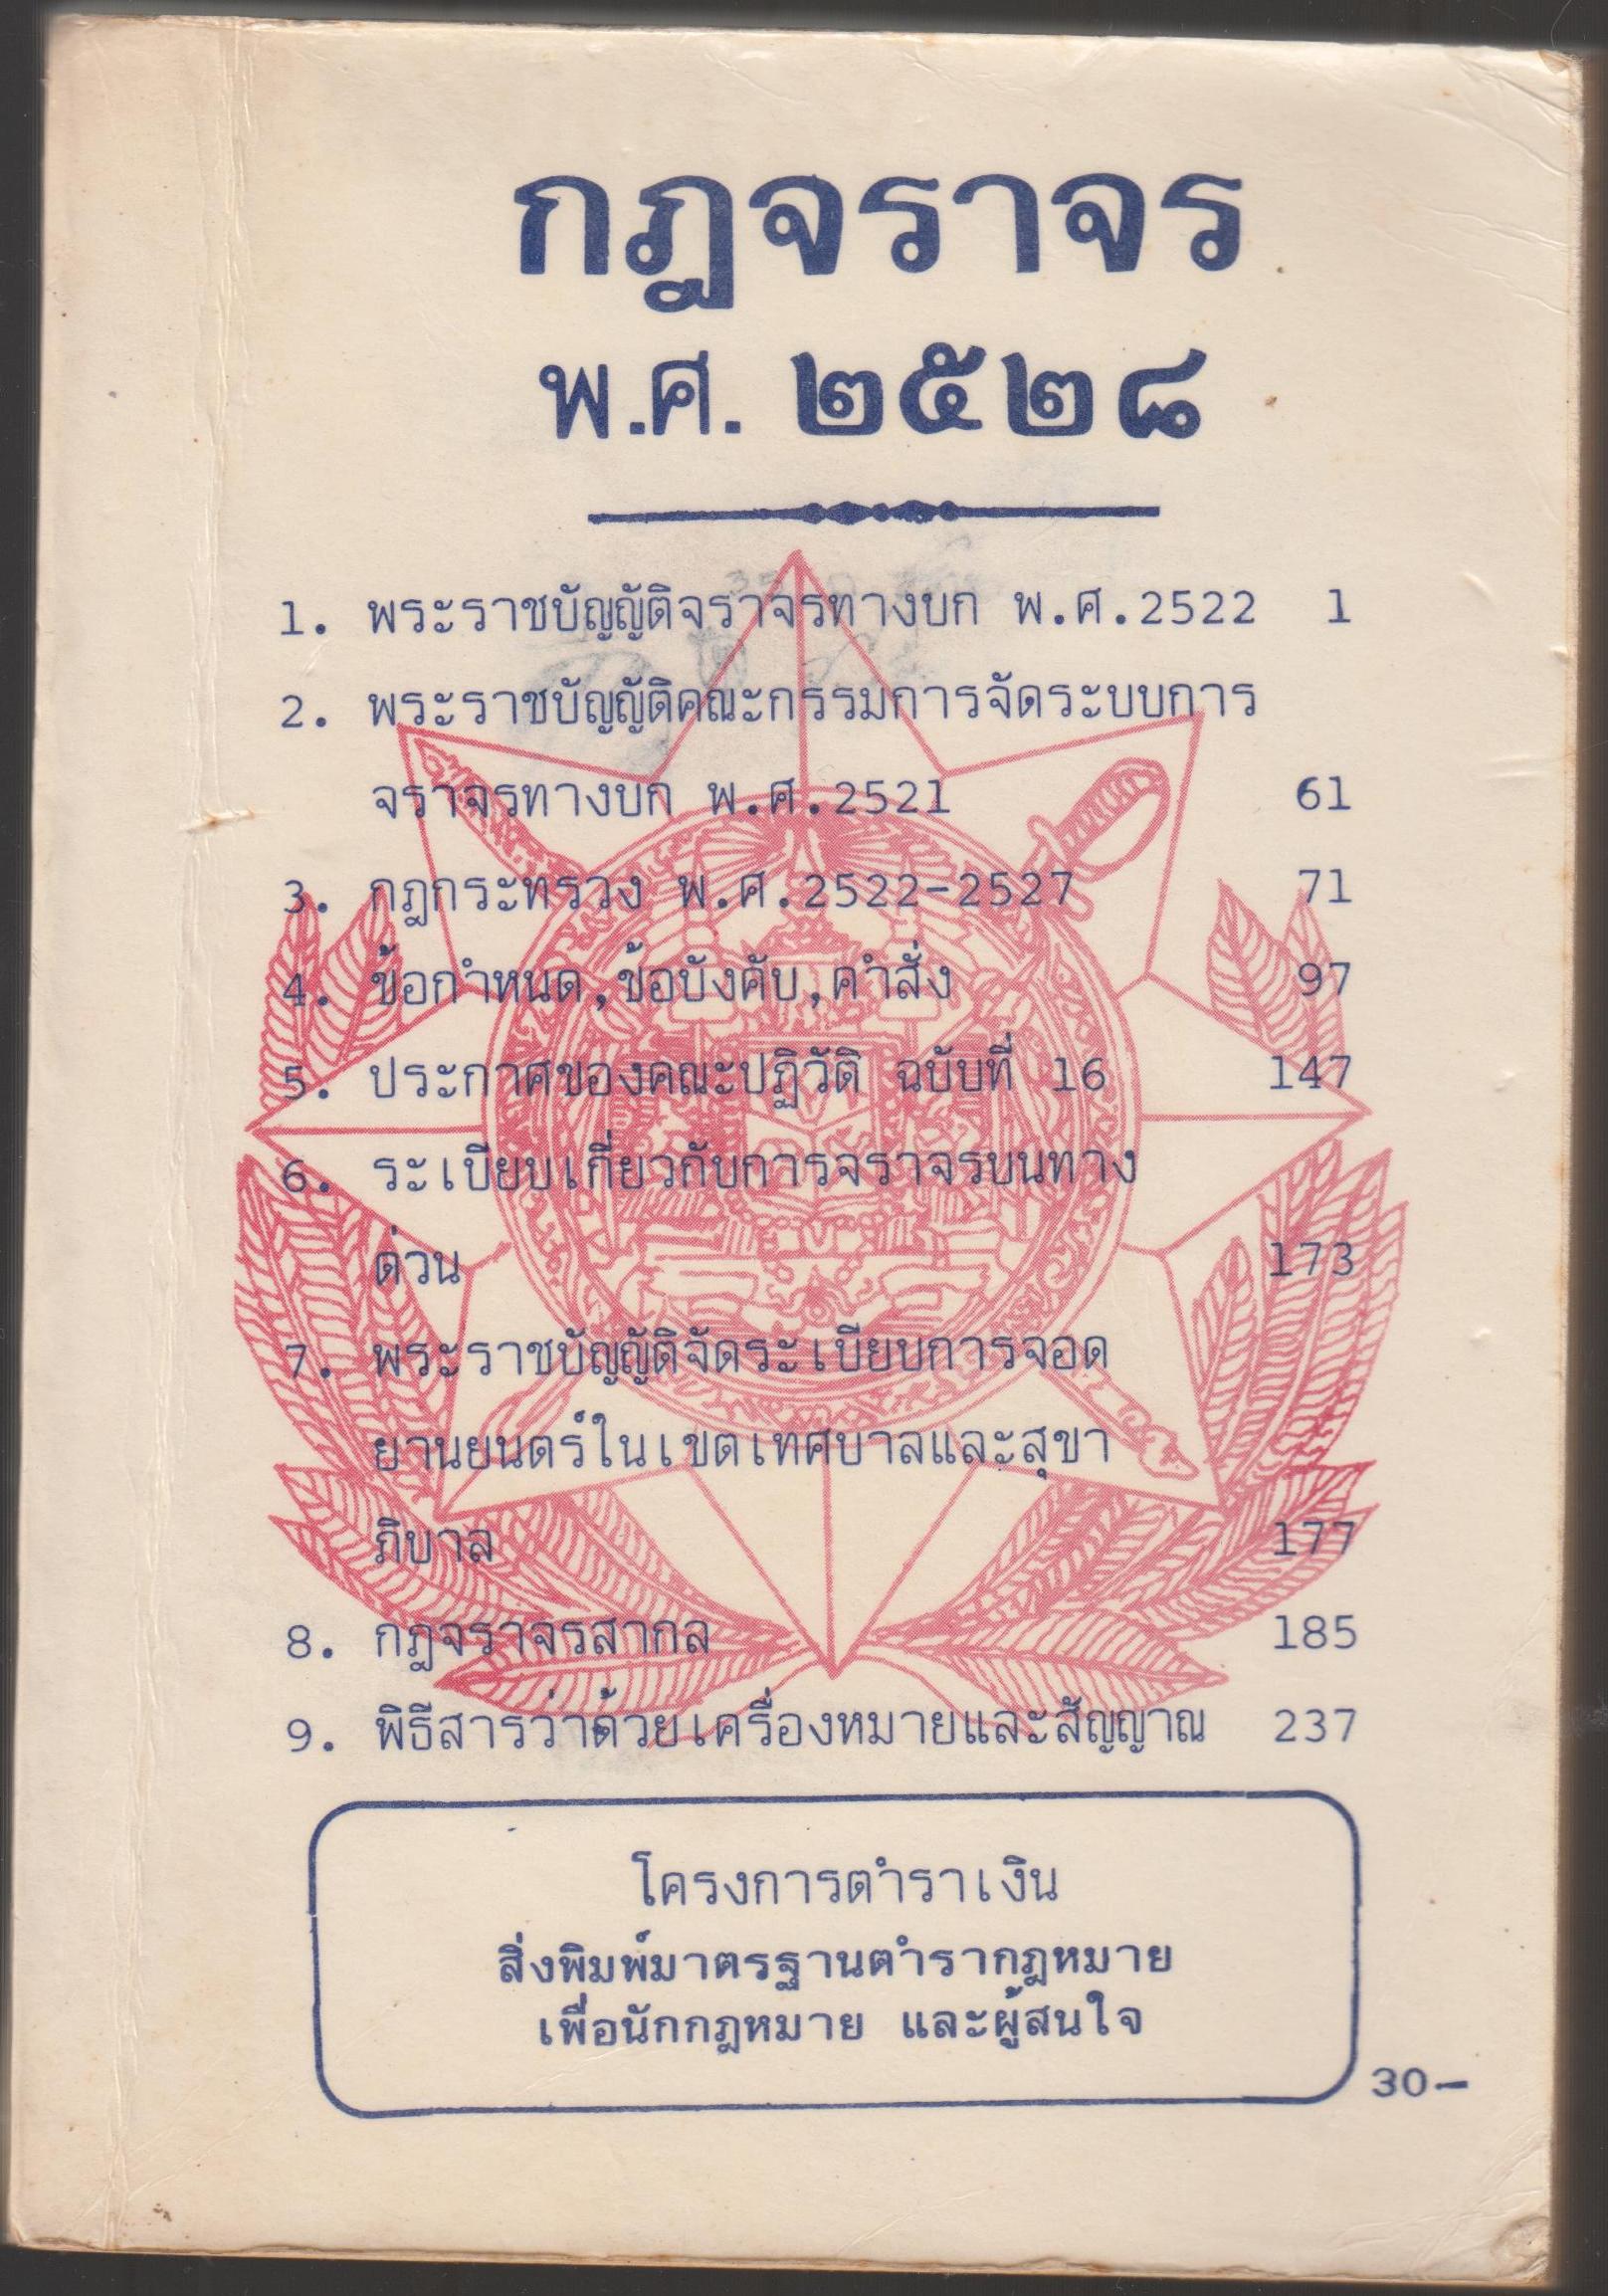 กฎจราจร
พ.ศ. ๒๕๒๘
1. พระราชบัญญัติจราจรทางบก พ.ศ.2522 1
2. พระราชบัญญัติคณะกรรมการจัดระบบการ
จราจรทางบก พ.ศ.2521 61
3. กฎกระทรวง พ.ศ.2522-2527 71
4. ข้อกำหนด,ข้อบังคับ,คำสั่ง 97
5. ประกาศของคณะปฏิวัติ ฉบับที่ 16 147
6. ระเบียบเกี่ยวกับการจราจรบนทาง
ด่วน 173
7. พระราชบัญญัติจัดระเบียบการจอด
ยานยนตร์ในเขตเทศบาลและสุขา
ภิบาล 177
8. กฎจราจรสากล 185
9. พิธีสารว่าด้วยเครื่องหมายและสัญญาณ 237
โครงการตำราเงิน
สิ่งพิมพ์มาตรฐานตำรากฎหมาย
เพื่อนักกฎหมาย และผู้สนใจ
30-